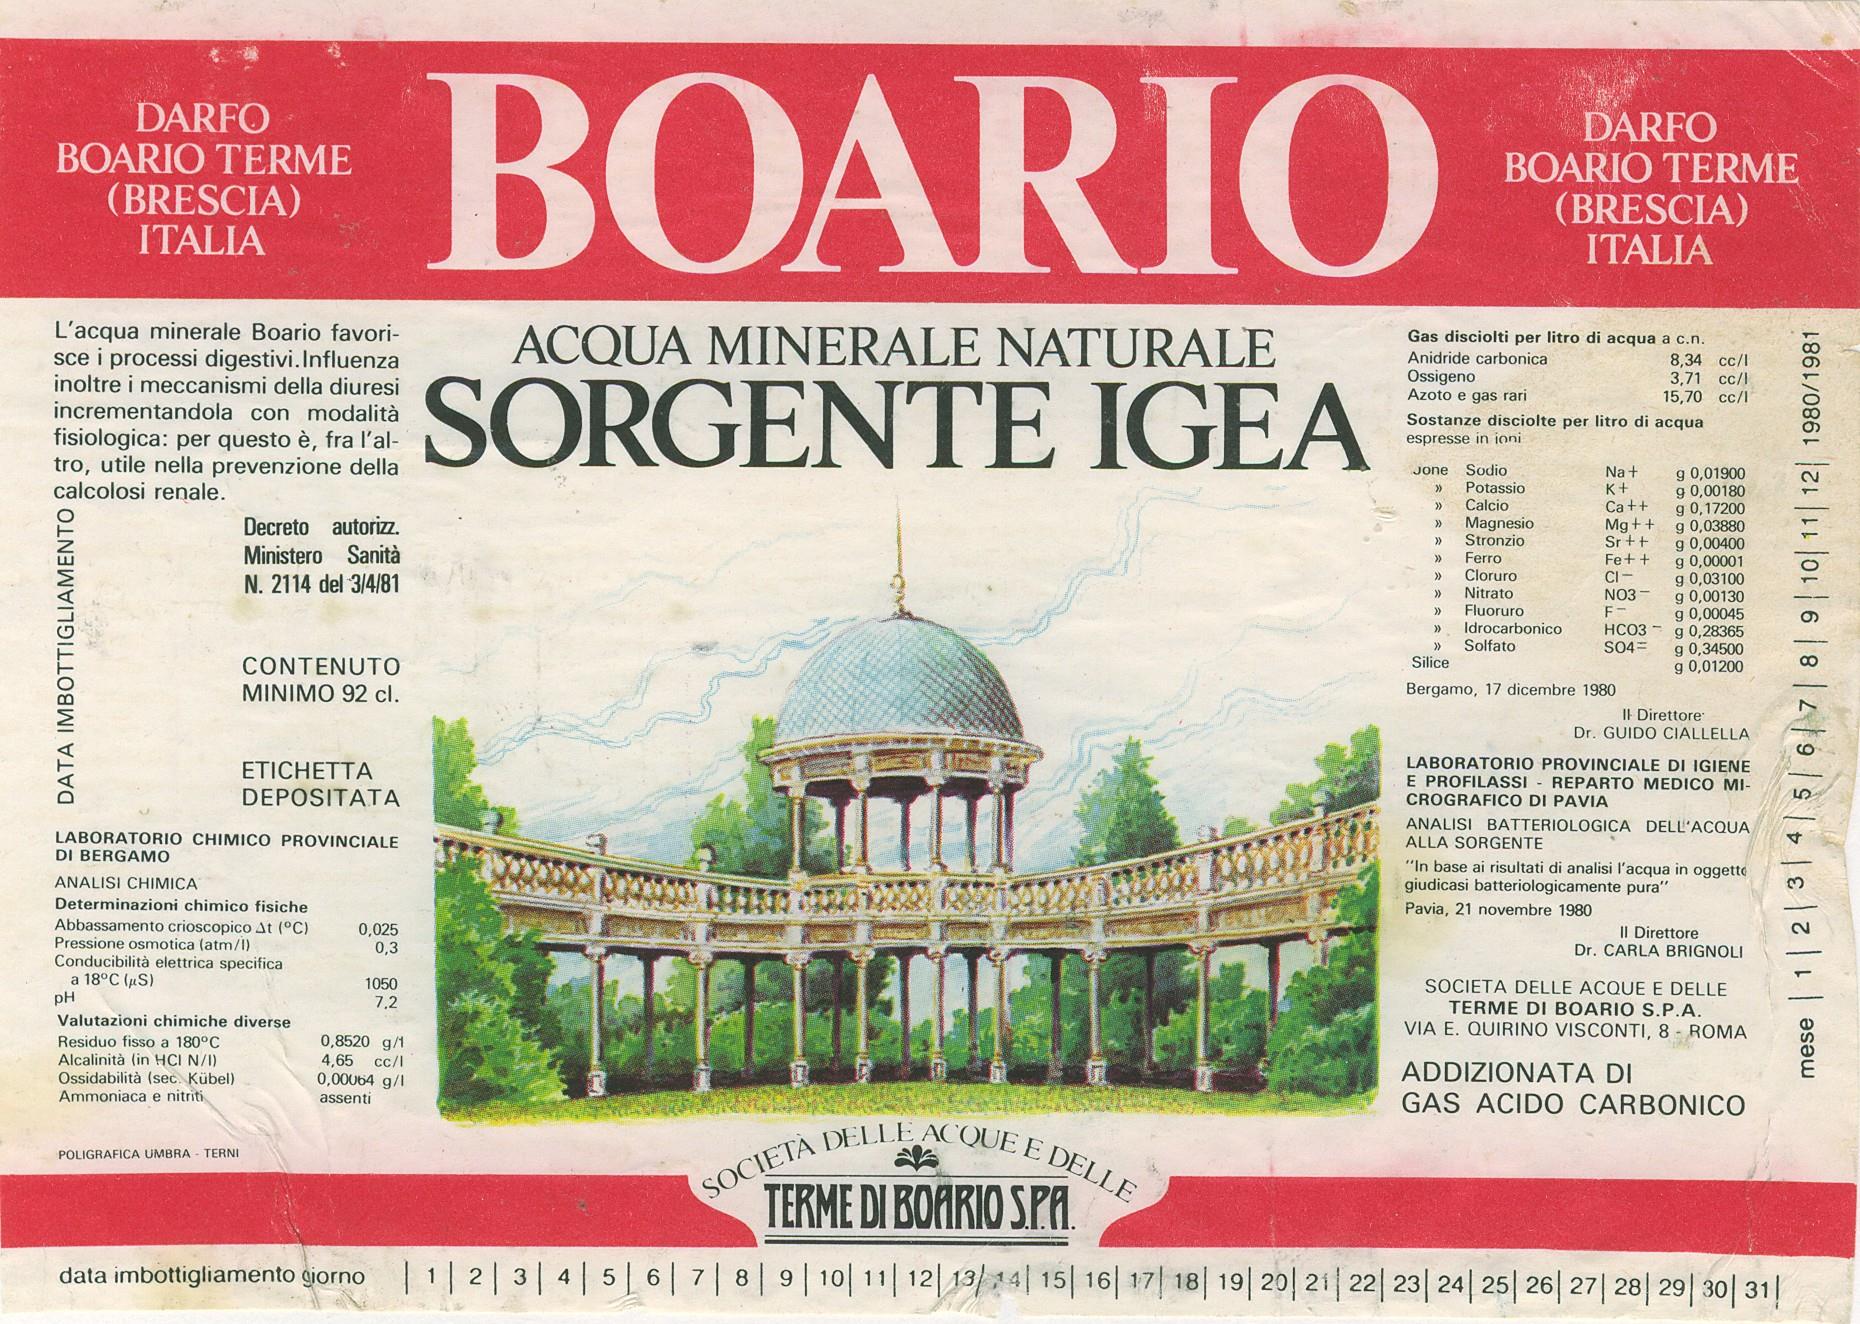 DARFO
BOARIO TERME
(BRESCIA)
ITALIA
BOARIO
DARFO
BOARIO TERME
(BRESCIA)
ITALIA
L'acqua minerale Boario favori-
sce i processi digestivi.Influenza
inoltre i meccanismi della diuresi
incrementandola con modalità
fisiologica: per questo è, fra l'al-
tro, utile nella prevenzione della
calcolosi renale.
Decreto autorizz.
Ministero Sanità
N. 2114 del 3/4/81
CONTENUTO
MINIMO 92 cl.
ETICHETTA
DEPOSITATA
DATA IMBOTTIGLIAMENTO
LABORATORIO CHIMICO PROVINCIALE
DI BERGAMO
ANALISI CHIMICA
Determinazioni chimico fisiche
Abbassamento crioscopico Δt (ºC) 0,025
Pressione osmotica (atm/l) 0,3
Conducibilità elettrica specifica
a 18ºC (μS) 1050
pH 7.2
Valutazioni chimiche diverse
Residuo fisso a 180ºC 0,8520 g/l
Alcalinità (in HCl N/l) 4,65 cc/l
Ossidabilità (sec. Kübel) 0,00064 g/l
Ammoniaca e nitriti assenti
POLIGRAFICA UMBRA - TERNI
ACQUA MINERALE NATURALE
SORGENTE IGEA
SOCIETÀ DELLE ACQUE E DELLE
TERME DI BOARIO S.P.A.
Gas disciolti per litro di acqua a c.n.
Anidride carbonica 8,34 cc/l
Ossigeno 3,71 cc/l
Azoto e gas rari 15,70 cc/l
Sostanze disciolte per litro di acqua
espresse in ioni
Jone Sodio Na+ g 0,01900
» Potassio K+ g 0,00180
» Calcio Ca++ g 0,17200
» Magnesio Mg++ g 0,03880
» Stronzio Sr++ g 0,00400
» Ferro Fe++ g 0,00001
» Cloruro Cl− g 0,03100
» Nitrato NO3− g 0,00130
» Fluoruro F− g 0,00045
» Idrocarbonico HCO3− g 0,28365
» Solfato SO4= g 0,34500
Silice g 0,01200
Bergamo, 17 dicembre 1980
Il Direttore
Dr. GUIDO CIALLELLA
LABORATORIO PROVINCIALE DI IGIENE
E PROFILASSI - REPARTO MEDICO MI-
CROGRAFICO DI PAVIA
ANALISI BATTERIOLOGICA DELL'ACQUA
ALLA SORGENTE
"In base ai risultati di analisi l'acqua in oggetto
giudicasi batteriologicamente pura"
Pavia, 21 novembre 1980
Il Direttore
Dr. CARLA BRIGNOLI
SOCIETA DELLE ACQUE E DELLE
TERME DI BOARIO S.P.A.
VIA E. QUIRINO VISCONTI, 8 - ROMA
ADDIZIONATA DI
GAS ACIDO CARBONICO
mese | 1 | 2 | 3 | 4 | 5 | 6 | 7 | 8 | 9 | 10 | 11 | 12 | 1980/1981
data imbottigliamento giorno | 1 | 2 | 3 | 4 | 5 | 6 | 7 | 8 | 9 | 10 | 11 | 12 | 13 | 14 | 15 | 16 | 17 | 18 | 19 | 20 | 21 | 22 | 23 | 24 | 25 | 26 | 27 | 28 | 29 | 30 | 31 |